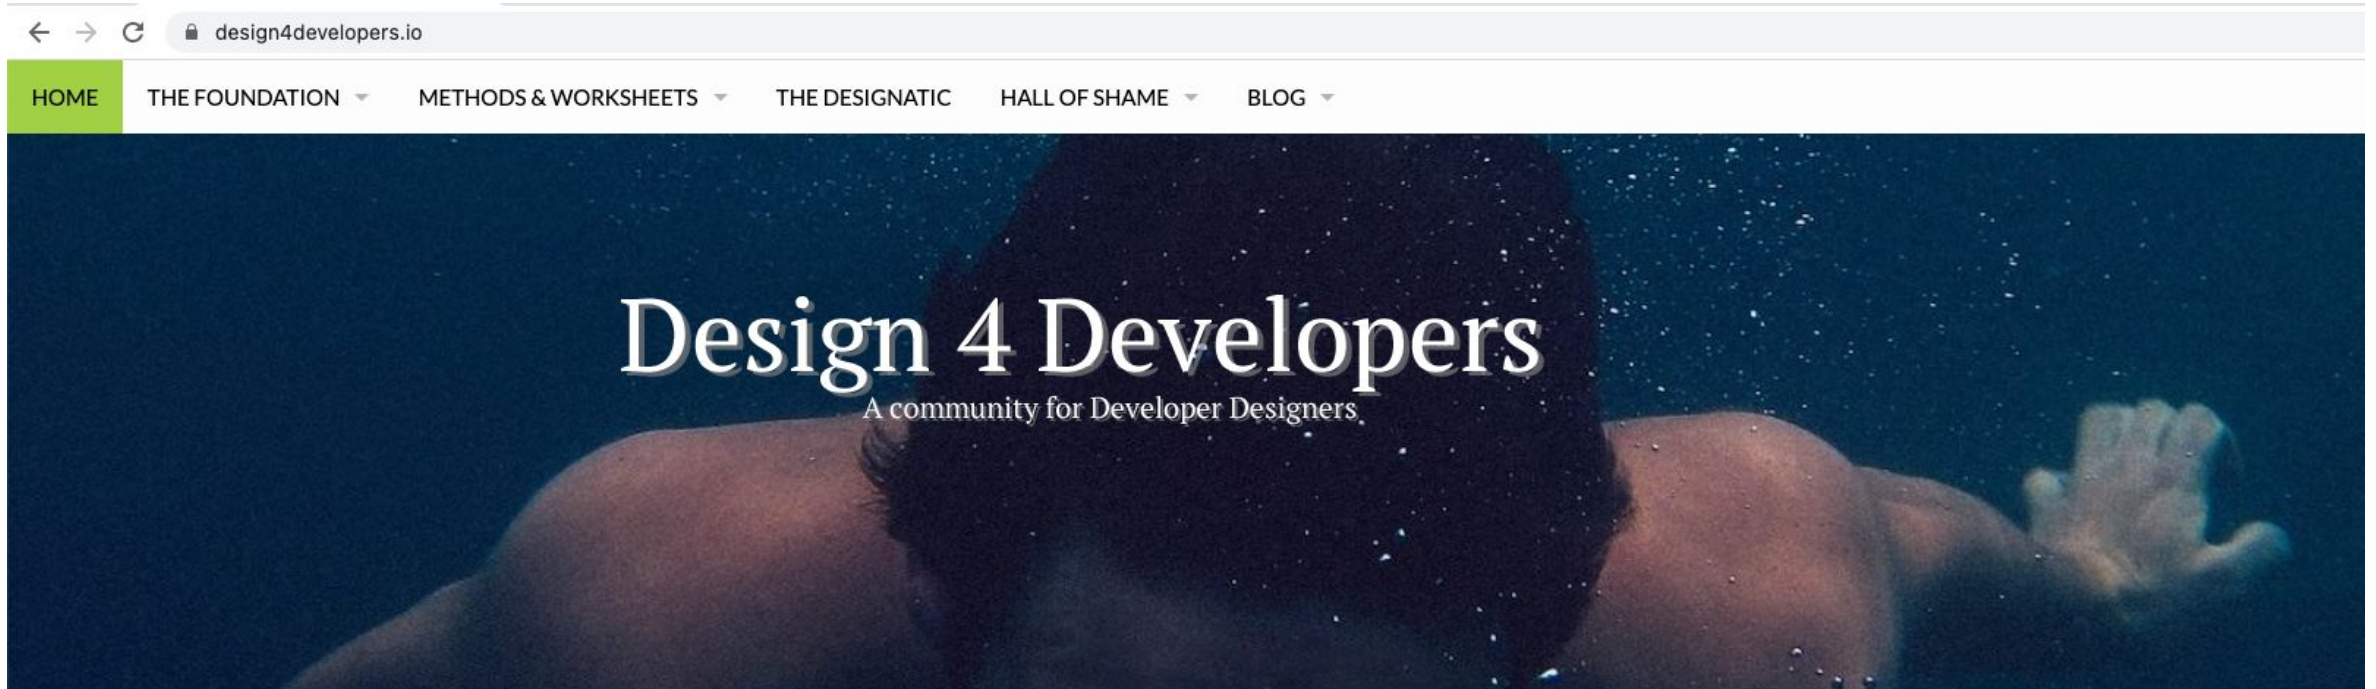 design4developers.io
HOME THE FOUNDATION METHODS & WORKSHEETS THE DESIGNATIC HALL OF SHAME BLOG
Design 4 Developers
A community for Developer Designers